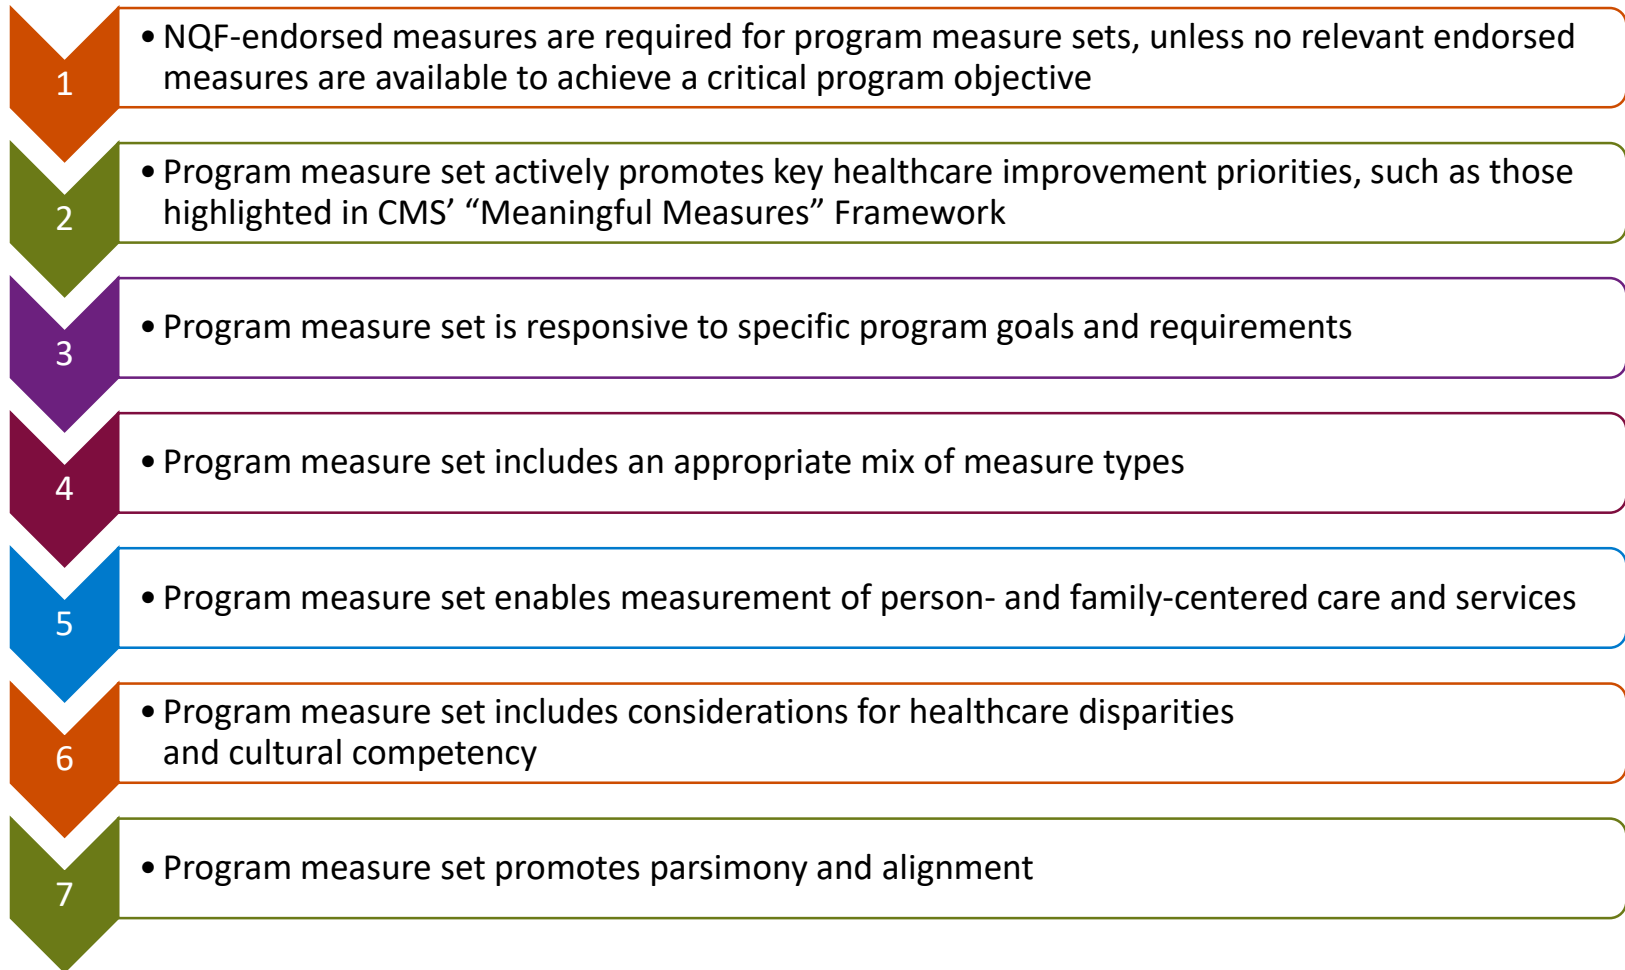 1
• NQF-endorsed measures are required for program measure sets, unless no relevant endorsed
measures are available to achieve a critical program objective
2
• Program measure set actively promotes key healthcare improvement priorities, such as those
highlighted in CMS’ “Meaningful Measures” Framework
3
• Program measure set is responsive to specific program goals and requirements
4
• Program measure set includes an appropriate mix of measure types
5
• Program measure set enables measurement of person- and family-centered care and services
6
• Program measure set includes considerations for healthcare disparities
and cultural competency
7
• Program measure set promotes parsimony and alignment